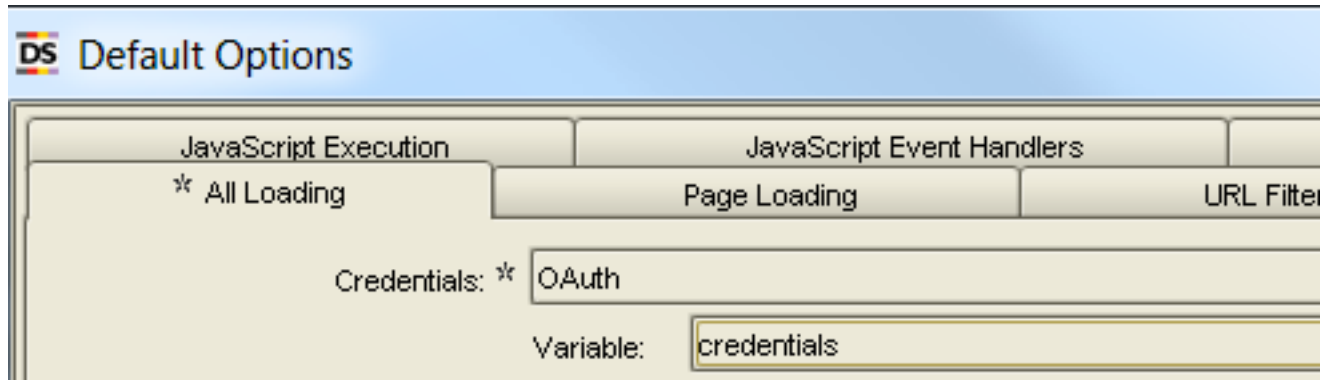 DS Default Options
JavaScript Execution JavaScript Event Handlers
* All Loading Page Loading URL Filter
Credentials: * OAuth
Variable: credentials